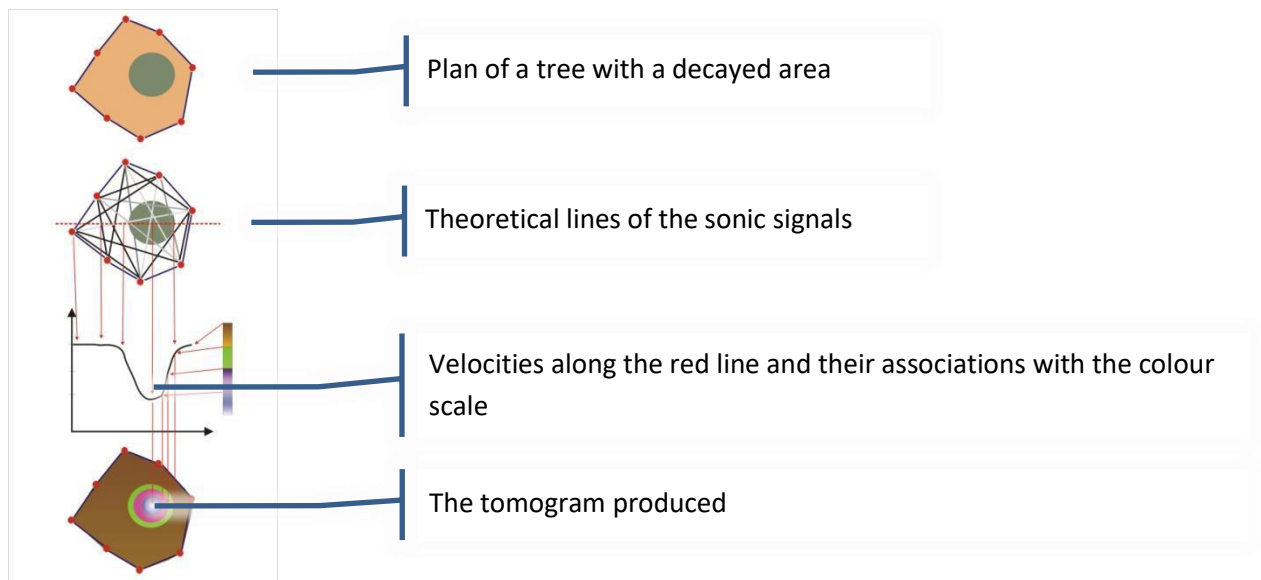 Plan of a tree with a decayed area
Theoretical lines of the sonic signals
Velocities along the red line and their associations with the colour
scale
The tomogram produced